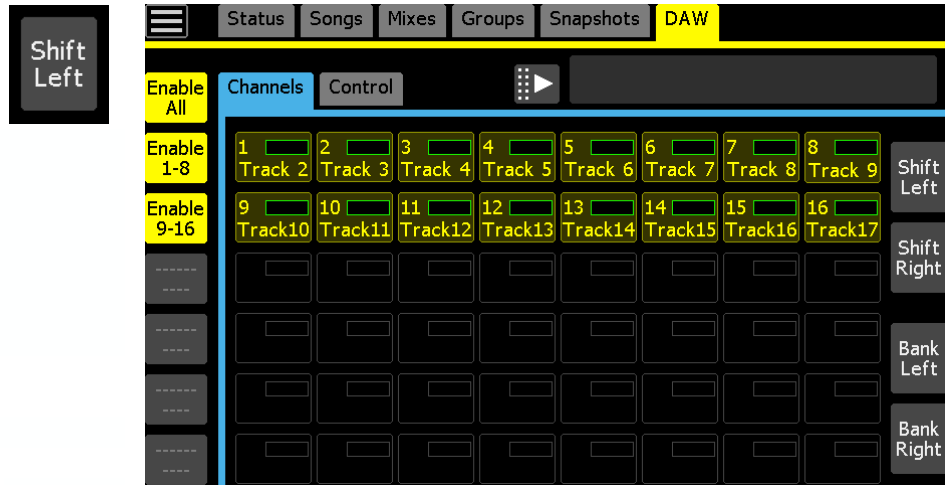 Shift
Left
Status Songs Mixes Groups Snapshots DAW
Channels Control
Enable
All
Enable
1-8
Enable
9-16
------
----
------
----
------
----
------
----
1 2 3 4 5 6 7 8
Track 2 Track 3 Track 4 Track 5 Track 6 Track 7 Track 8 Track 9
9 10 11 12 13 14 15 16
Track10 Track11 Track12 Track13 Track14 Track15 Track16 Track17
Shift
Left
Shift
Right
Bank
Left
Bank
Right